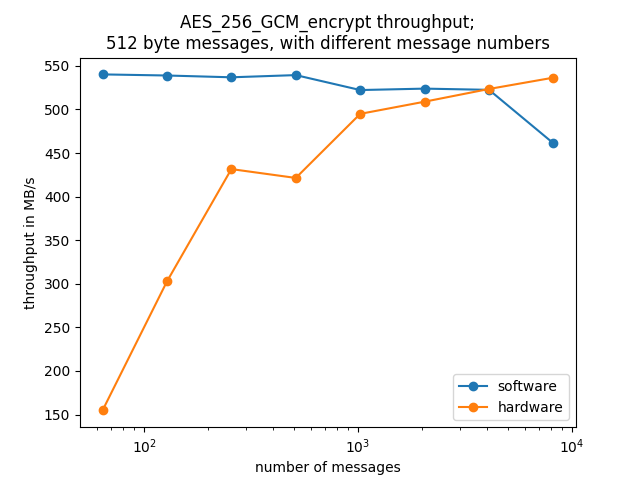 AES_256_GCM_encrypt throughput;
512 byte messages, with different message numbers
throughput in MB/s
550
500
450
400
350
300
250
200
150
10²
10³
10⁴
number of messages
software
hardware